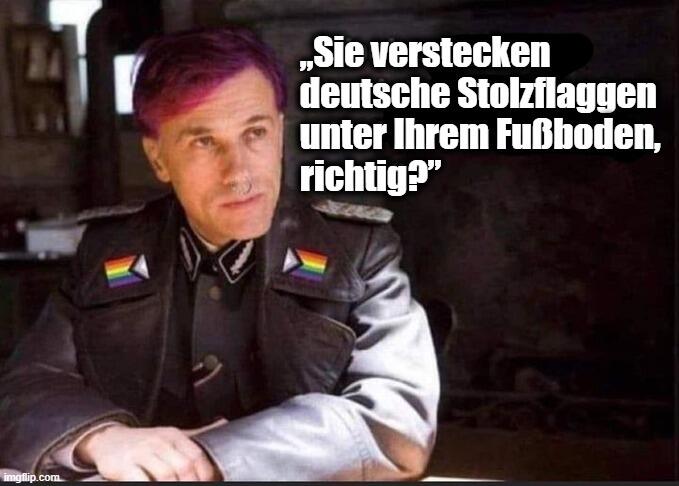 „Sie verstecken
deutsche Stolzflaggen
unter Ihrem Fußboden,
richtig?”
imgflip.com